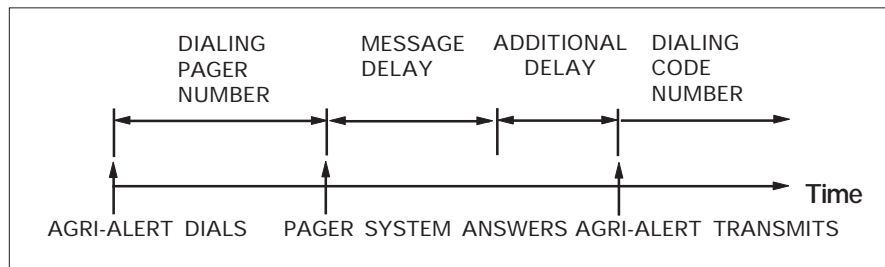 DIALING PAGER NUMBER
MESSAGE DELAY
ADDITIONAL DELAY
DIALING CODE NUMBER
Time
AGRI-ALERT DIALS
PAGER SYSTEM ANSWERS
AGRI-ALERT TRANSMITS